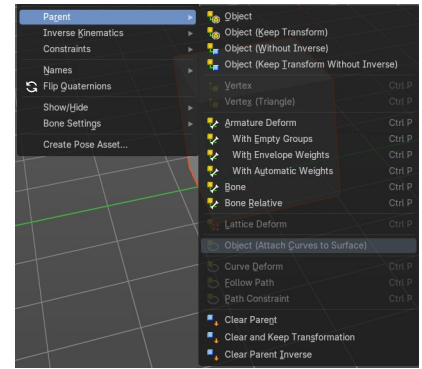 Parent
Inverse Kinematics
Constraints
Names
Flip Quaternions
Show/Hide
Bone Settings
Create Pose Asset...
Object
Object (Keep Transform)
Object (Without Inverse)
Object (Keep Transform Without Inverse)
Vertex Ctrl P
Vertex (Triangle) Ctrl P
Armature Deform Ctrl P
With Empty Groups Ctrl P
With Envelope Weights Ctrl P
With Automatic Weights Ctrl P
Bone Ctrl P
Bone Relative Ctrl P
Lattice Deform Ctrl P
Object (Attach Curves to Surface)
Curve Deform Ctrl P
Follow Path Ctrl P
Path Constraint Ctrl P
Clear Parent
Clear and Keep Transformation
Clear Parent Inverse